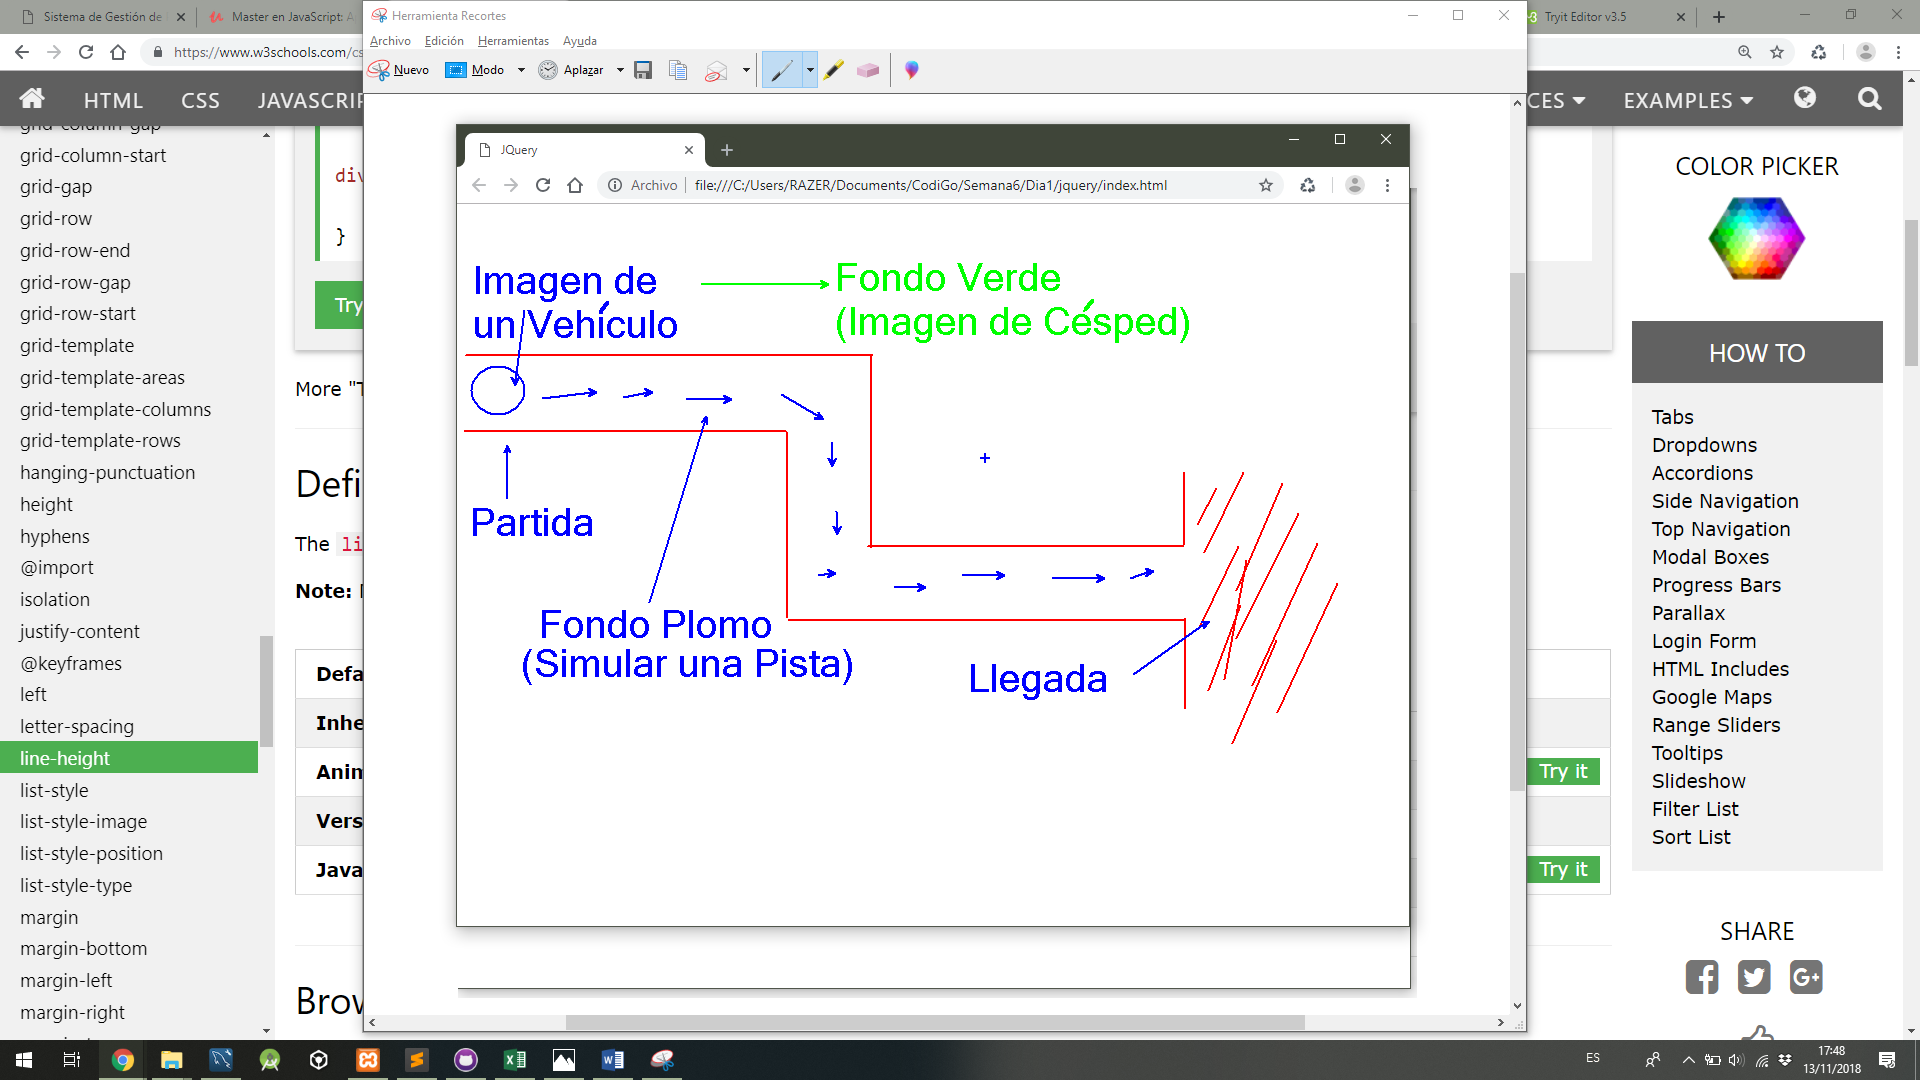 Sistema de Gestión de
Master en JavaScript: A
Tryit Editor v3.5
https://www.w3schools.com/cs
HTML
CSS
JAVASCRIP
CES
EXAMPLES
grid-column-gap
grid-column-start
grid-gap
grid-row
grid-row-end
grid-row-gap
grid-row-start
grid-template
grid-template-areas
grid-template-columns
grid-template-rows
hanging-punctuation
height
hyphens
@import
isolation
justify-content
@keyframes
left
letter-spacing
line-height
list-style
list-style-image
list-style-position
list-style-type
margin
margin-bottom
margin-left
margin-right
div
}
Try
More "T
Defi
The li
Note:
Defa
Inhe
Anim
Vers
Java
Brow
Herramienta Recortes
Archivo Edición Herramientas Ayuda
Nuevo Modo Aplazar
JQuery
Archivo file:///C:/Users/RAZER/Documents/CodiGo/Semana6/Dia1/jquery/index.html
Imagen de
un Vehículo
Fondo Verde
(Imagen de Césped)
Partida
Fondo Plomo
(Simular una Pista)
Llegada
Try it
Try it
COLOR PICKER
HOW TO
Tabs
Dropdowns
Accordions
Side Navigation
Top Navigation
Modal Boxes
Progress Bars
Parallax
Login Form
HTML Includes
Google Maps
Range Sliders
Tooltips
Slideshow
Filter List
Sort List
SHARE
ES
17:48
13/11/2018